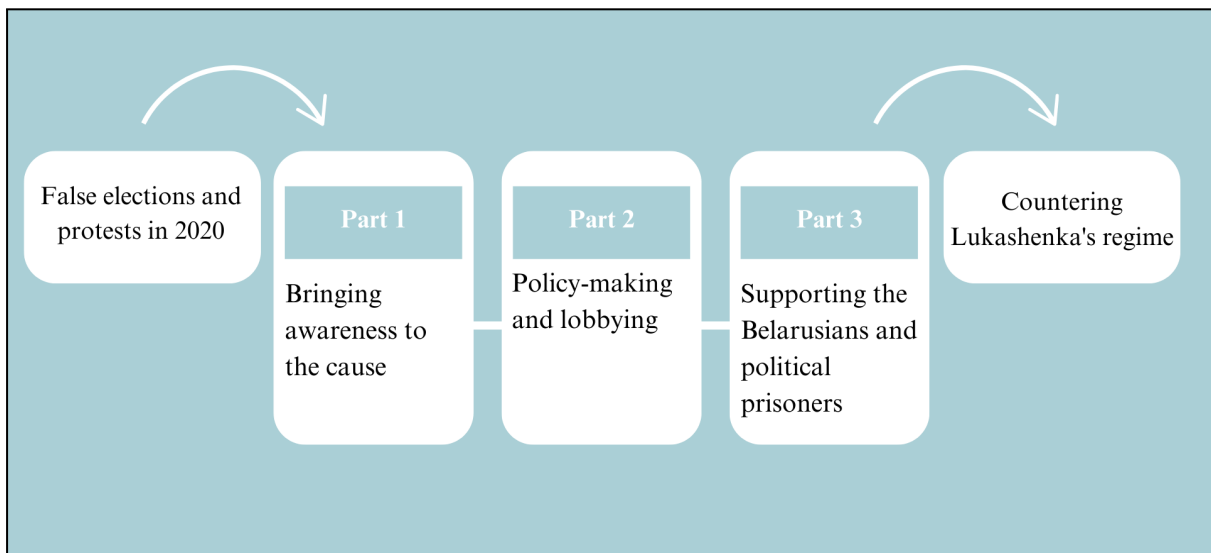 False elections and
protests in 2020
Part 1
Bringing
awareness to
the cause
Part 2
Policy-making
and lobbying
Part 3
Supporting the
Belarusians and
political
prisoners
Countering
Lukashenka's regime